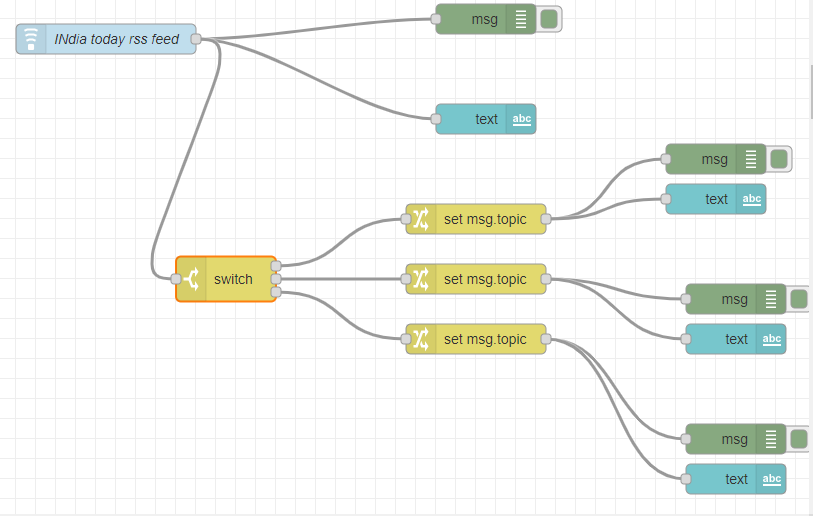 msg
INdia today rss feed
text abc
msg
text abc
set msg.topic
switch
set msg.topic
msg
set msg.topic
text abc
msg
text abc